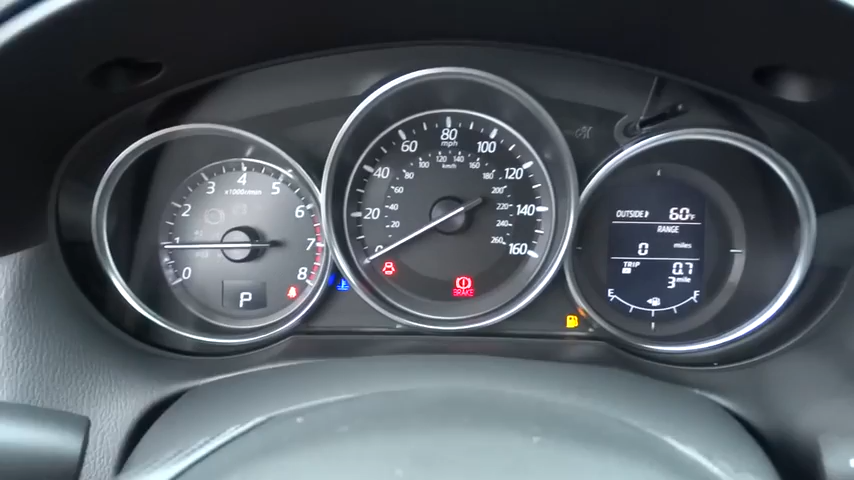 0
1
2
3
4
5
6
7
8
x1000r/min
P
0
20
40
60
80
100
120
140
160
mph
20
40
60
80
100
120
140
160
180
200
220
240
260
km/h
BRAKE
OUTSIDE 60°F
RANGE
0 miles
TRIP 0.7
3 mile
E E